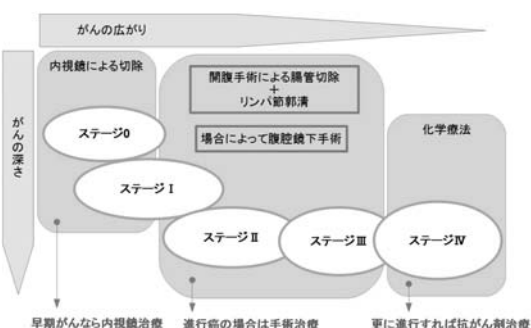 がんの広がり
がんの深さ
内視鏡による切除
開腹手術による腸管切除
+
リンパ節郭清
場合によって腹腔鏡下手術
化学療法
ステージ0
ステージⅠ
ステージⅡ
ステージⅢ
ステージⅣ
早期がんなら内視鏡治療
進行癌の場合は手術治療
更に進行すれば抗がん剤治療